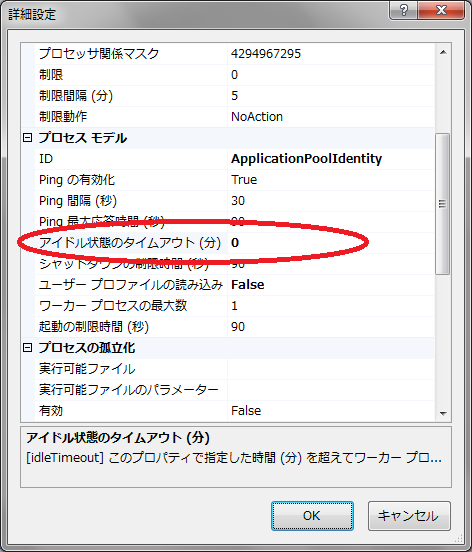 詳細設定
プロセッサ関係マスク 4294967295
制限 0
制限間隔 (分) 5
制限動作 NoAction
プロセス モデル
ID ApplicationPoolIdentity
Ping の有効化 True
Ping 間隔 (秒) 30
Ping 最大応答時間 (秒) 90
アイドル状態のタイムアウト (分) 0
シャットダウンの制限時間 (秒) 90
ユーザー プロファイルの読み込み False
ワーカー プロセスの最大数 1
起動の制限時間 (秒) 90
プロセスの孤立化
実行可能ファイル
実行可能ファイルのパラメーター
有効 False
アイドル状態のタイムアウト (分)
[idleTimeout] このプロパティで指定した時間 (分) を超えてワーカー プロ...
OK キャンセル